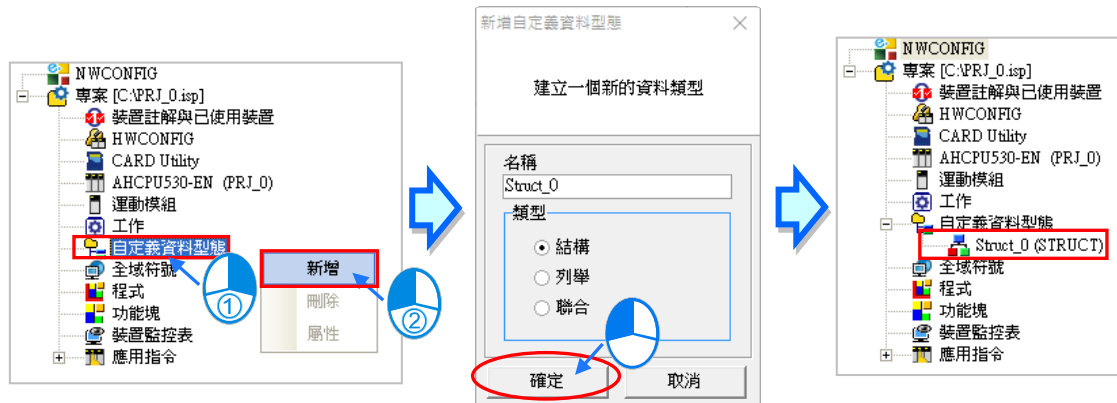 NWCONFIG
專案 [C:\PRJ_0.isp]
裝置註解與已使用裝置
HWCONFIG
CARD Utility
AHCPU530-EN (PRJ_0)
運動模組
工作
自定義資料型態
全域符號
程式
功能塊
裝置監控表
應用指令
①
新增
刪除
屬性
②
新增自定義資料型態
建立一個新的資料類型
名稱
Struct_0
類型
結構
列舉
聯合
確定
取消
NWCONFIG
專案 [C:\PRJ_0.isp]
裝置註解與已使用裝置
HWCONFIG
CARD Utility
AHCPU530-EN (PRJ_0)
運動模組
工作
自定義資料型態
Struct_0 (STRUCT)
全域符號
程式
功能塊
裝置監控表
應用指令